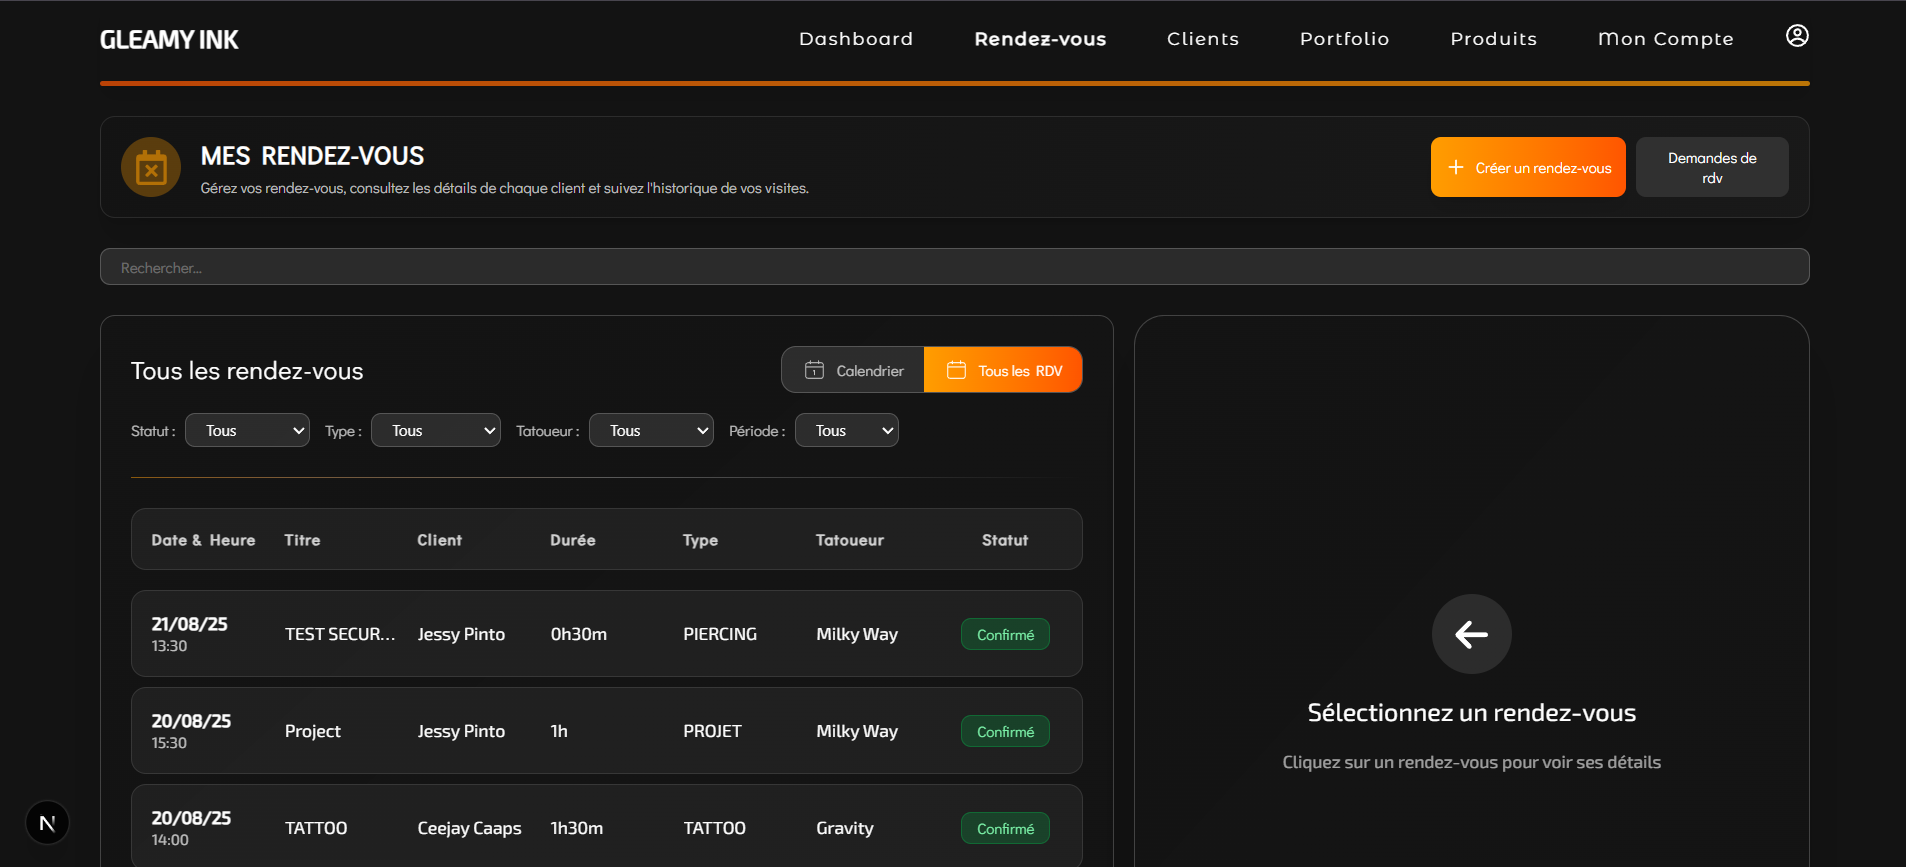 GLEAMY INK
Dashboard
Rendez-vous
Clients
Portfolio
Produits
Mon Compte
MES RENDEZ-VOUS
Gérez vos rendez-vous, consultez les détails de chaque client et suivez l'historique de vos visites.
Créer un rendez-vous
Demandes de
rdv
Rechercher...
Tous les rendez-vous
1
Calendrier
Tous les RDV
Statut : Tous
Type : Tous
Tatoueur : Tous
Période : Tous
Date & Heure
Titre
Client
Durée
Type
Tatoueur
Statut
21/08/25
13:30
TEST SECUR...
Jessy Pinto
0h30m
PIERCING
Milky Way
Confirmé
20/08/25
15:30
Project
Jessy Pinto
1h
PROJET
Milky Way
Confirmé
20/08/25
14:00
TATTOO
Ceejay Caaps
1h30m
TATTOO
Gravity
Confirmé
Sélectionnez un rendez-vous
Cliquez sur un rendez-vous pour voir ses détails
N